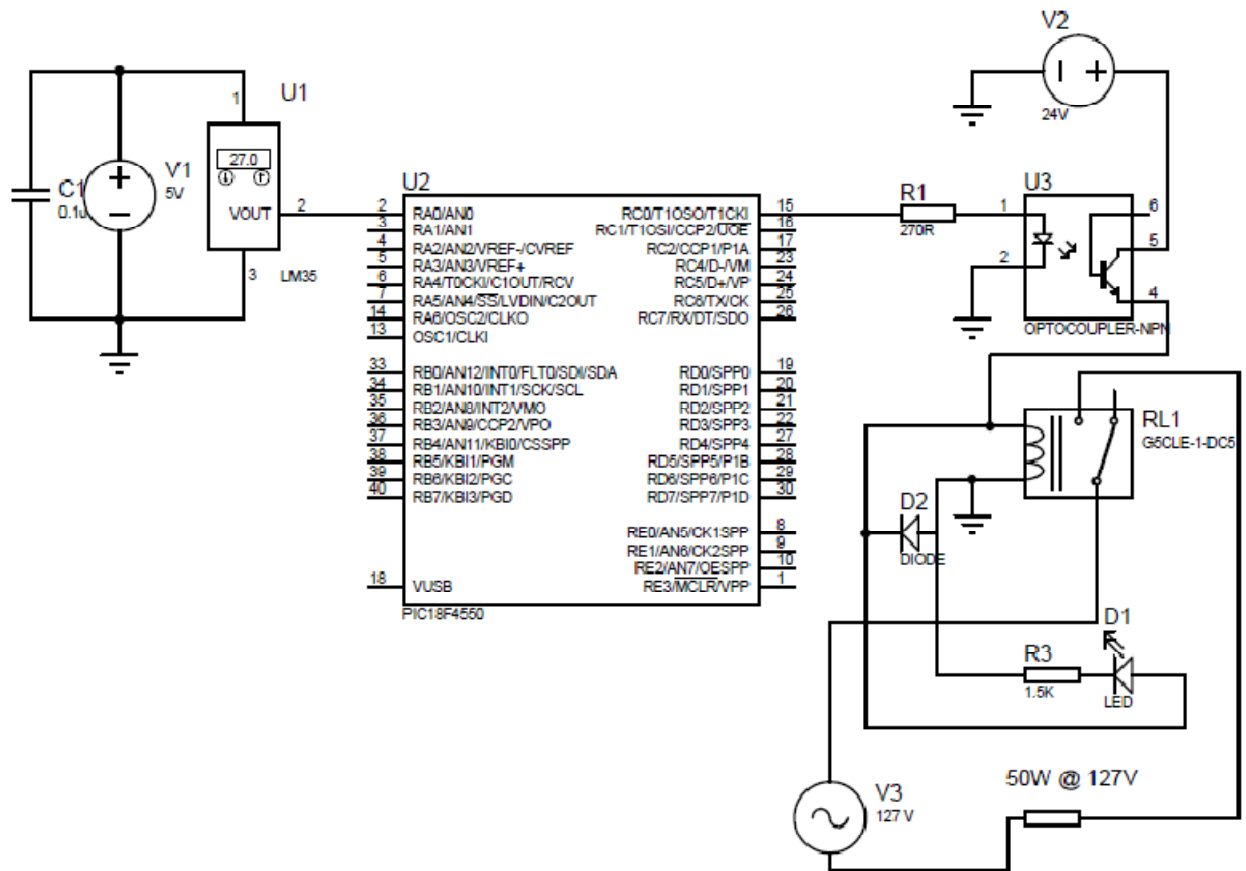 V2
24V
U1
1
27.0
VOUT
2
3
LM35
C1
0.1u
V1
5V
U2
2 RA0/AN0
3 RA1/AN1
4 RA2/AN2/VREF-/CVREF
5 RA3/AN3/VREF+
6 RA4/T0CKI/C1OUT/RCV
7 RA5/AN4/SS/LVDIN/C2OUT
14 RA6/OSC2/CLKO
13 OSC1/CLKI
33 RB0/AN12/INT0/FLT0/SDI/SDA
34 RB1/AN10/INT1/SCK/SCL
35 RB2/AN8/INT2/VMO
36 RB3/AN9/CCP2/VPO
37 RB4/AN11/KBI0/CSSPP
38 RB5/KBI1/PGM
39 RB6/KBI2/PGC
40 RB7/KBI3/PGD
18 VUSB
RC0/T1OSO/T1CKI 15
RC1/T1OSI/CCP2/UOE 16
RC2/CCP1/P1A 17
RC4/D-/VM 23
RC5/D+/VP 24
RC6/TX/CK 25
RC7/RX/DT/SDO 26
RD0/SPP0 19
RD1/SPP1 20
RD2/SPP2 21
RD3/SPP3 22
RD4/SPP4 27
RD5/SPP5/P1B 28
RD6/SPP6/P1C 29
RD7/SPP7/P1D 30
RE0/AN5/CK1SPP 8
RE1/AN6/CK2SPP 9
RE2/AN7/OESPP 10
RE3/MCLR/VPP 1
PIC18F4550
R1
270R
U3
1
2
6
5
4
OPTOCOUPLER-NPN
RL1
G5CLE-1-DC5
D2
DIODE
D1
LED
R3
1.5K
V3
127 V
50W @ 127V